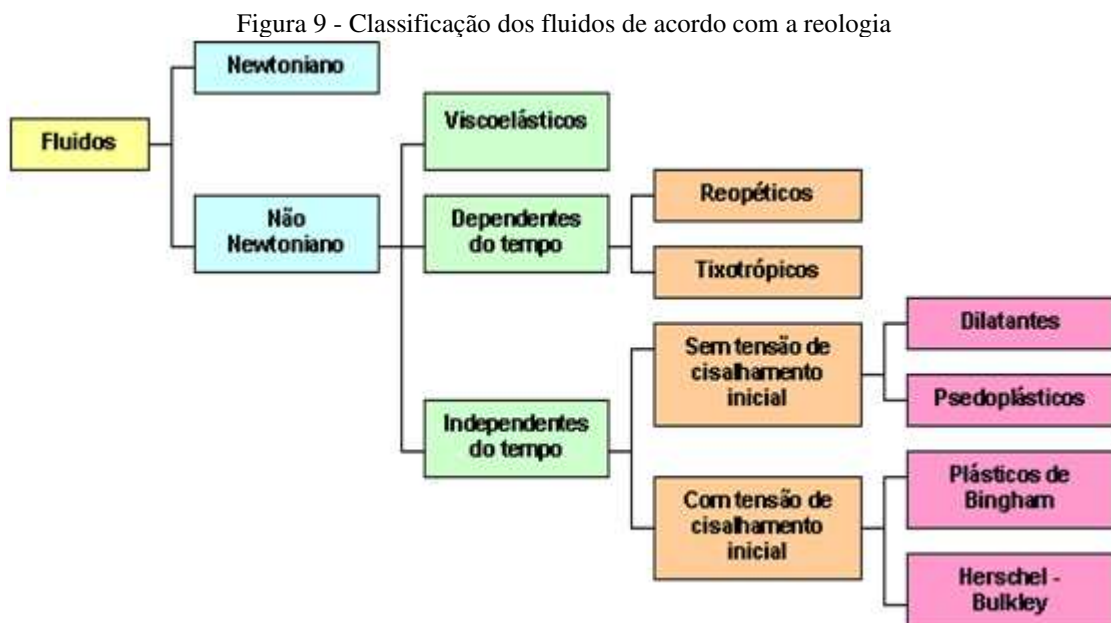 Figura 9 - Classificação dos fluidos de acordo com a reologia
Fluidos
Newtoniano
Não
Newtoniano
Viscoelásticos
Dependentes
do tempo
Independentes
do tempo
Reopéticos
Tixotrópicos
Sem tensão de
cisalhamento
inicial
Com tensão de
cisalhamento
inicial
Dilatantes
Psedoplásticos
Plásticos de
Bingham
Herschel -
Bulkley